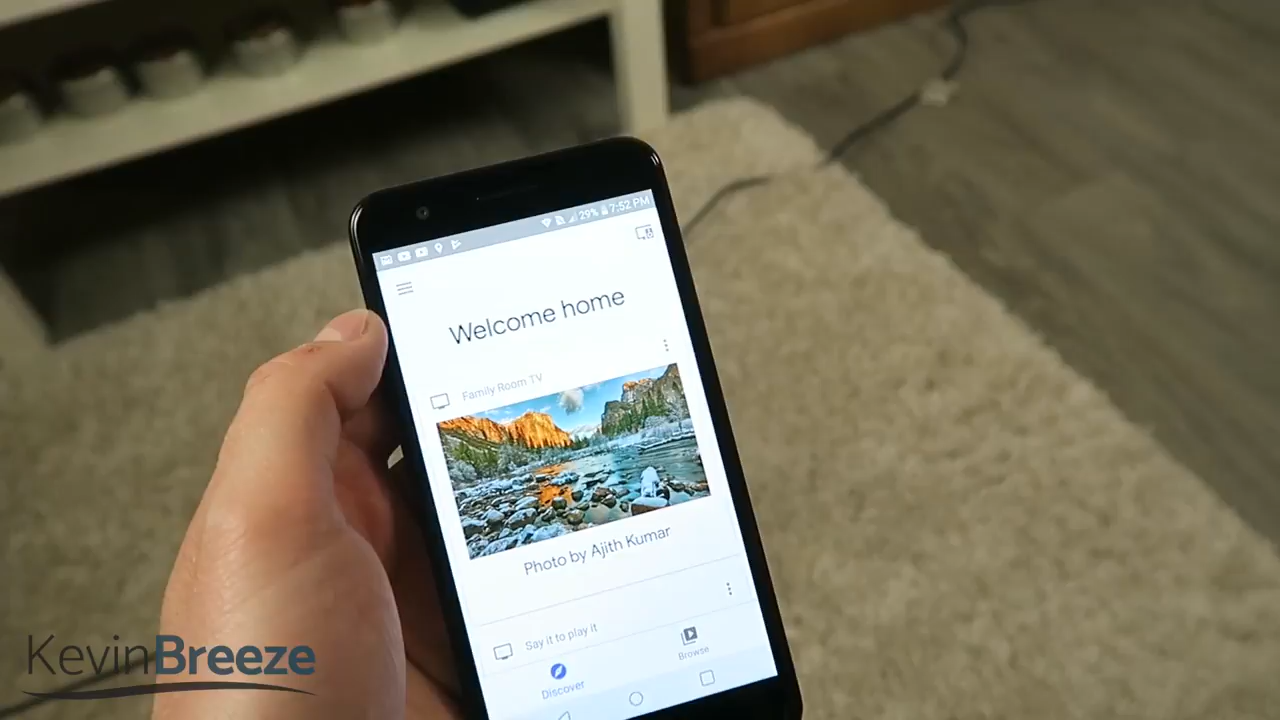 29% 7:52 PM
Welcome home
Family Room TV
Photo by Ajith Kumar
Say it to play it
Discover
Browse
KevinBreeze